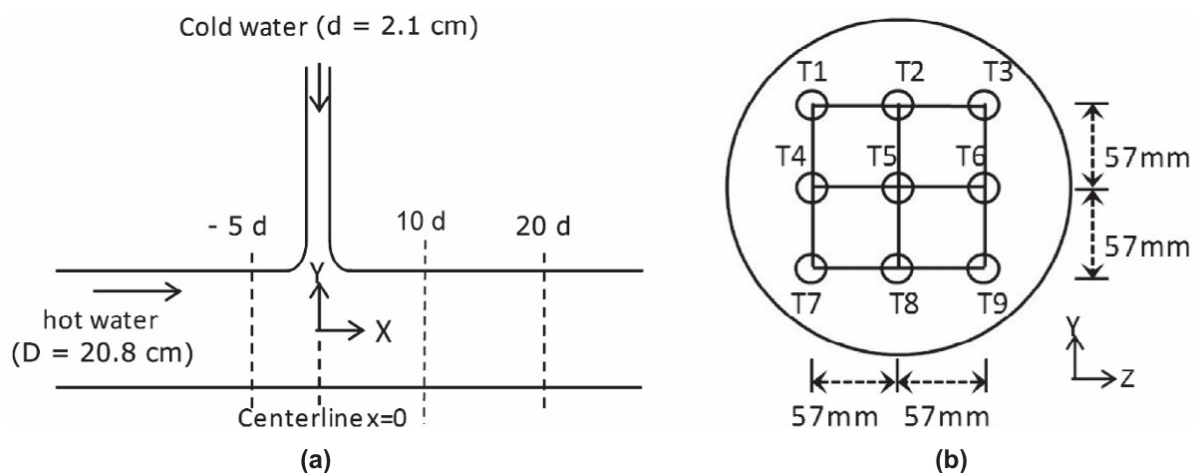 Cold water (d = 2.1 cm)
- 5 d
10 d
20 d
Y
X
hot water
(D = 20.8 cm)
Centerline x=0
(a)
T1 T2 T3
T4 T5 T6
T7 T8 T9
57mm
57mm
Y
Z
57mm 57mm
(b)